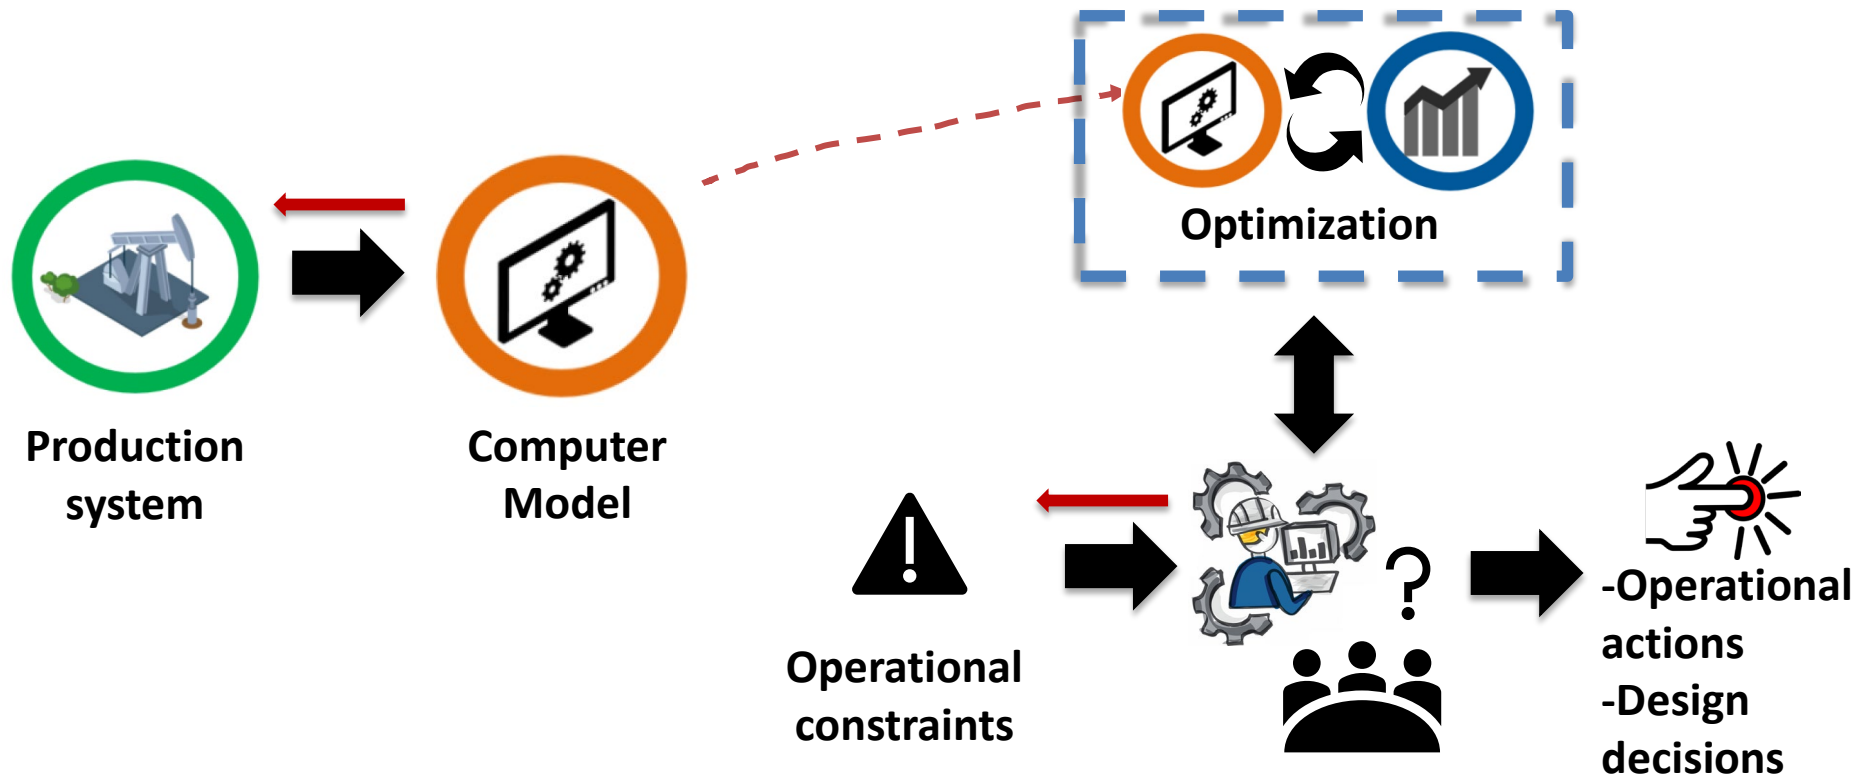 Optimization
Production
system
Computer
Model
Operational
constraints
?
-Operational
actions
-Design
decisions